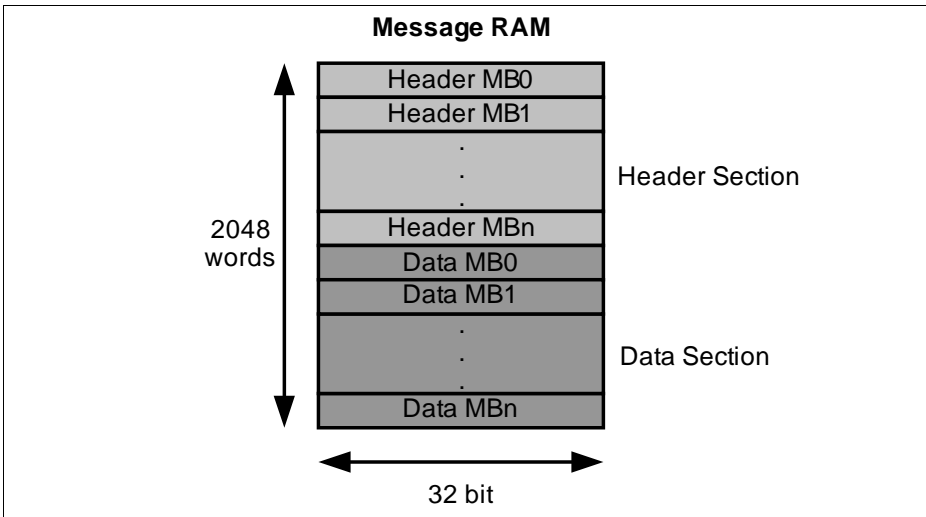 Message RAM
Header MB0
Header MB1
.
.
.
Header Section
Header MBn
2048
words
Data MB0
Data MB1
.
.
.
Data Section
Data MBn
32 bit